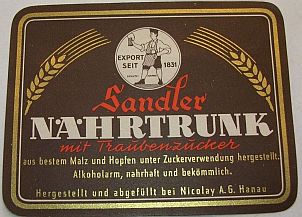 EXPORT
SEIT 1831
Sandler
NÄHRTRUNK
mit Traubenzucker
aus bestem Malz und Hopfen unter Zuckerverwendung hergestellt.
Alkoholarm, nahrhaft und bekömmlich.
Hergestellt und abgefüllt bei Nicolay A.G. Hanau